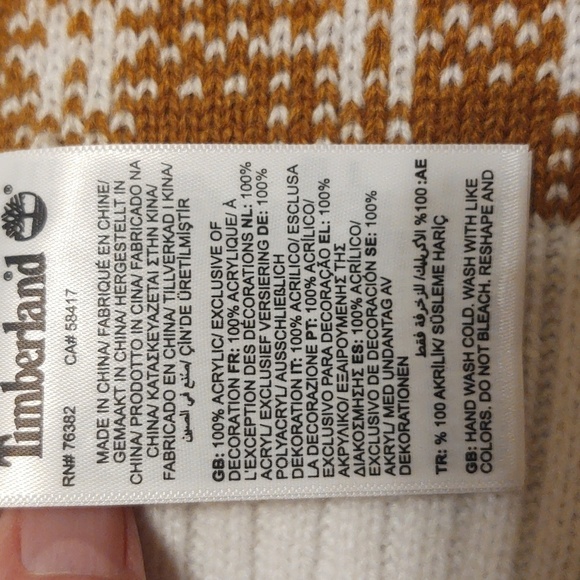 Timberland®
RN# 76382 CA# 58417
MADE IN CHINA/ FABRIQUÉ EN CHINE/
GEMAAKT IN CHINA/ HERGESTELLT IN
CHINA/ PRODOTTO IN CINA/ FABRICADO NA
CHINA/ ΚΑΤΑΣΚΕΥΑΖΕΤΑΙ ΣΤΗΝ ΚΙΝΑ/
FABRICADO EN CHINA/ TILLVERKAD I KINA/
صنع في الصين/ ÇİN'DE ÜRETİLMİŞTİR
GB: 100% ACRYLIC/ EXCLUSIVE OF
DECORATION FR: 100% ACRYLIQUE/ À
L'EXCEPTION DES DÉCORATIONS NL: 100%
ACRYL/ EXCLUSIEF VERSIERING DE: 100%
POLYACRYL/ AUSSCHLIESSLICH
DEKORATION IT: 100% ACRILICO/ ESCLUSA
LA DECORAZIONE PT: 100% ACRÍLICO/
EXCLUSIVO PARA DECORAÇÃO EL: 100%
ΑΚΡΥΛΙΚΟ/ ΕΞΑΙΡΟΥΜΕΝΗΣ ΤΗΣ
ΔΙΑΚΟΣΜΗΣΗΣ ES: 100% ACRÍLICO/
EXCLUSIVO DE DECORACION SE: 100%
AKRYL/ MED UNDANTAG AV
DEKORATIONEN
AE: %100 الأكريليك/ للزخرفة فقط
TR: % 100 AKRİLİK/ SÜSLEME HARİÇ
GB: HAND WASH COLD. WASH WITH LIKE
COLORS. DO NOT BLEACH. RESHAPE AND